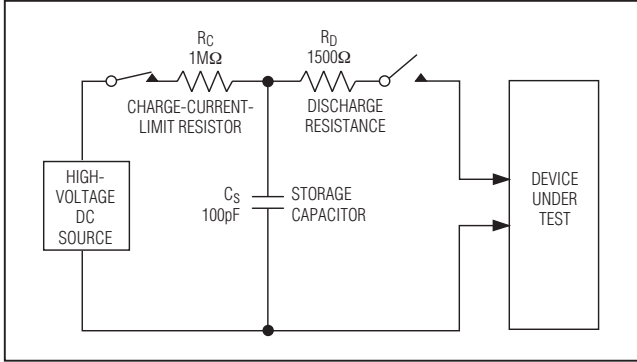 RC
1MΩ
CHARGE-CURRENT-
LIMIT RESISTOR
RD
1500Ω
DISCHARGE
RESISTANCE
HIGH-
VOLTAGE
DC
SOURCE
CS
100pF
STORAGE
CAPACITOR
DEVICE
UNDER
TEST